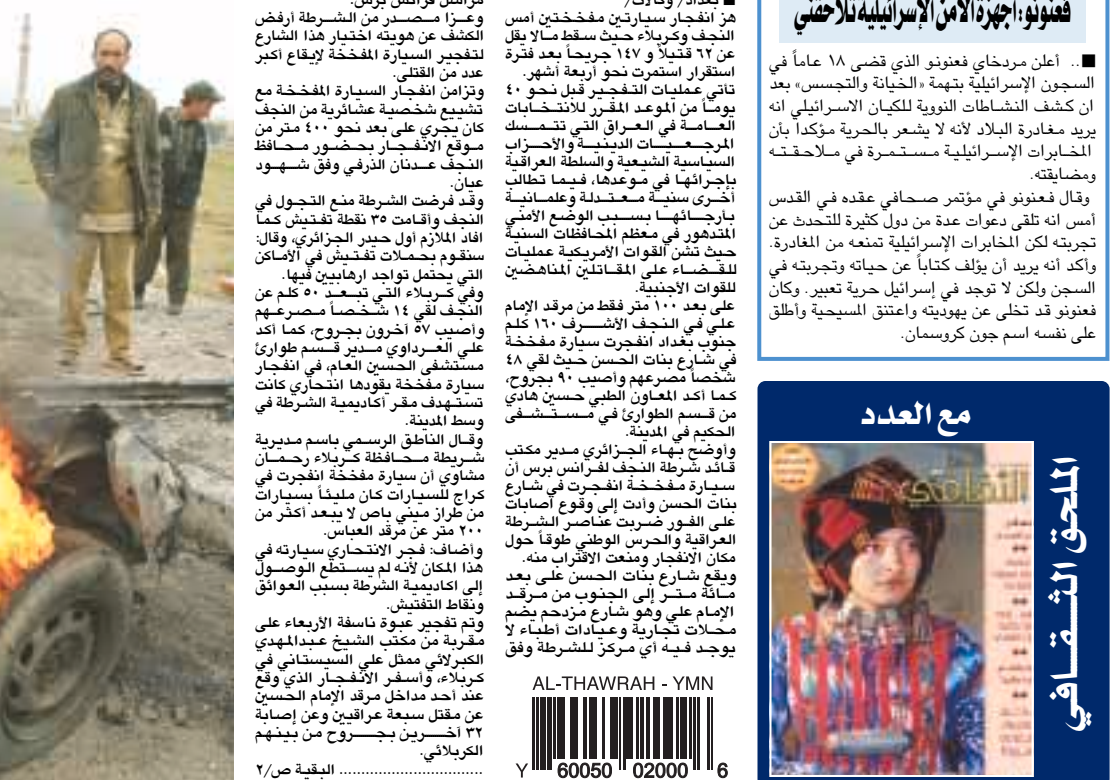 فعنونو: أجهزة الأمن الإسرائيلية تلاحقني
■.. أعلن مردخاي فعنونو الذي قضى ١٨ عاماً في
السجون الإسرائيلية بتهمة «الخيانة والتجسس» بعد
ان كشف النشاطات النووية للكيان الاسرائيلي انه
يريد مغادرة البلاد لأنه لا يشعر بالحرية مؤكداً بأن
المخابرات الإسرائيلية مستمرة في ملاحقته
ومضايقته.
وقال فعنونو في مؤتمر صحافي عقده في القدس
أمس انه تلقى دعوات عدة من دول كثيرة للتحدث عن
تجربته لكن المخابرات الإسرائيلية تمنعه من المغادرة.
وأكد أنه يريد أن يؤلف كتاباً عن حياته وتجربته في
السجن ولكن لا توجد في إسرائيل حرية تعبير. وكان
فعنونو قد تخلى عن يهوديته واعتنق المسيحية وأطلق
على نفسه اسم جون كروسمان.
مع العدد
الملحق الثقافي
الثقافي
■ بغداد/ وكالات/
هز انفجار سيارتين مفخختين أمس
النجف وكربلاء حيث سقط مالا يقل
عن ٦٢ قتيلاً و ١٤٧ جريحاً بعد فترة
استقرار استمرت نحو أربعة أشهر.
تأتي عمليات التفجير قبل نحو ٤٠
يوماً من الموعد المقرر للانتخابات
العامة في العراق التي تتمسك
المرجعيات الدينية والأحزاب
السياسية الشيعية والسلطة العراقية
بإجرائها في موعدها، فيما تطالب
أخرى سنية معتدلة وعلمانية
بأرجائها بسبب الوضع الأمني
المتدهور في معظم المحافظات السنية
حيث تشن القوات الأمريكية عمليات
للقضاء على المقاتلين المناهضين
للقوات الأجنبية.
على بعد ١٠٠ متر فقط من مرقد الإمام
علي في النجف الأشرف ١٦٠ كلم
جنوب بغداد انفجرت سيارة مفخخة
في شارع بنات الحسن حيث لقي ٤٨
شخصاً مصرعهم وأصيب ٩٠ بجروح،
كما أكد المعاون الطبي حسين هادي
من قسم الطوارئ في مستشفى
الحكيم في المدينة.
وأوضح بهاء الجزائري مدير مكتب
قائد شرطة النجف لفرانس برس أن
سيارة مفخخة انفجرت في شارع
بنات الحسن وأدت إلى وقوع أصابات
على الفور ضربت عناصر الشرطة
العراقية والحرس الوطني طوقاً حول
مكان الانفجار ومنعت الاقتراب منه.
ويقع شارع بنات الحسن على بعد
مائة متر إلى الجنوب من مرقد
الإمام علي وهو شارع مزدحم يضم
محلات تجارية وعيادات أطباء لا
يوجد فيه أي مركز للشرطة وفق
AL-THAWRAH - YMN
Y 60050 02000 6
مراسل فرانس برس.
وعزا مصدر من الشرطة أرفض
الكشف عن هويته اختيار هذا الشارع
لتفجير السيارة المفخخة لإيقاع أكبر
عدد من القتلى.
وتزامن انفجار السيارة المفخخة مع
تشييع شخصية عشائرية من النجف
كان يجري على بعد نحو ٤٠٠ متر من
موقع الانفجار بحضور محافظ
النجف عدنان الذرفي وفق شهود
عيان.
وقد فرضت الشرطة منع التجول في
النجف وأقامت ٣٥ نقطة تفتيش كما
افاد الملازم أول حيدر الجزائري، وقال:
سنقوم بحملات تفتيش في الأماكن
التي يحتمل تواجد ارهابيين فيها.
وفي كربلاء التي تبعد ٥٠ كلم عن
النجف لقي ١٤ شخصاً مصرعهم
وأصيب ٥٧ آخرون بجروح، كما أكد
علي العرداوي مدير قسم طوارئ
مستشفى الحسين العام، في انفجار
سيارة مفخخة يقودها انتحاري كانت
تستهدف مقر أكاديمية الشرطة في
وسط المدينة.
وقال الناطق الرسمي باسم مديرية
شريطة محافظة كربلاء رحمان
مشاوي أن سيارة مفخخة انفجرت في
كراج للسيارات كان مليئاً بسيارات
من طراز ميني باص لا يبعد أكثر من
٢٠٠ متر عن مرقد العباس.
وأضاف: فجر الانتحاري سيارته في
هذا المكان لأنه لم يستطع الوصول
إلى اكاديمية الشرطة بسبب العوائق
ونقاط التفتيش.
وتم تفجير عبوة ناسفة الأربعاء على
مقربة من مكتب الشيخ عبدالمهدي
الكبرلائي ممثل علي السيستاني في
كربلاء، وأسفر الانفجار الذي وقع
عند أحد مداخل مرقد الإمام الحسين
عن مقتل سبعة عراقيين وعن إصابة
٣٢ أخرين بجروح من بينهم
الكربلائي.
................................. البقية ص/٢